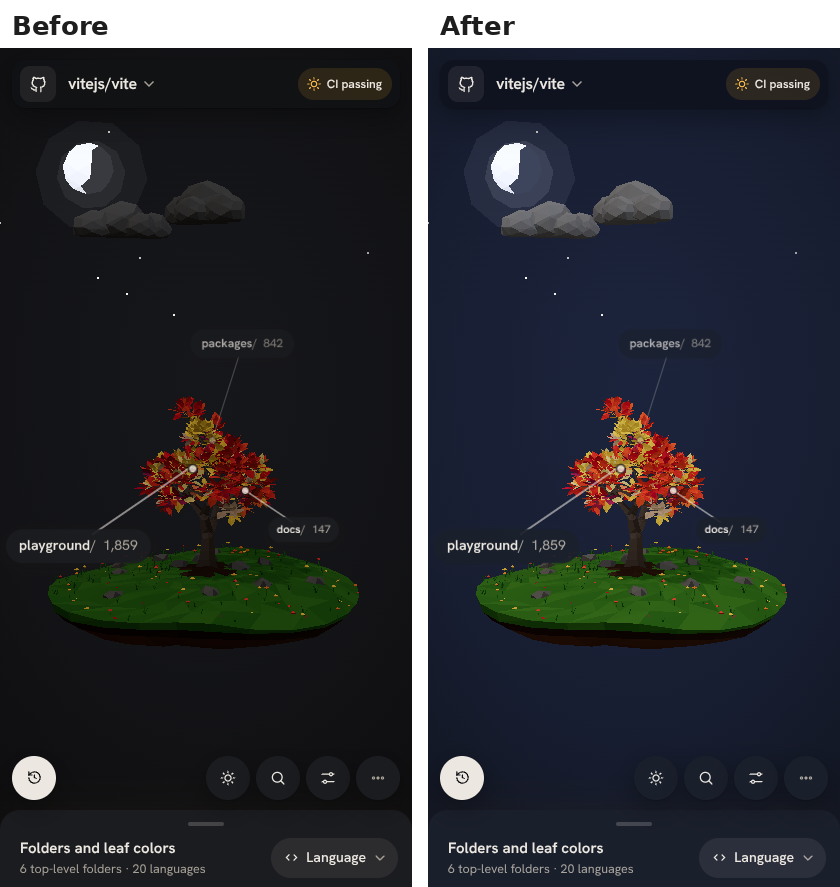 Before
vitejs/vite
CI passing
packages/ 842
docs/ 147
playground/ 1,859
Folders and leaf colors
6 top-level folders · 20 languages
Language
After
vitejs/vite
CI passing
packages/ 842
docs/ 147
playground/ 1,859
Folders and leaf colors
6 top-level folders · 20 languages
Language